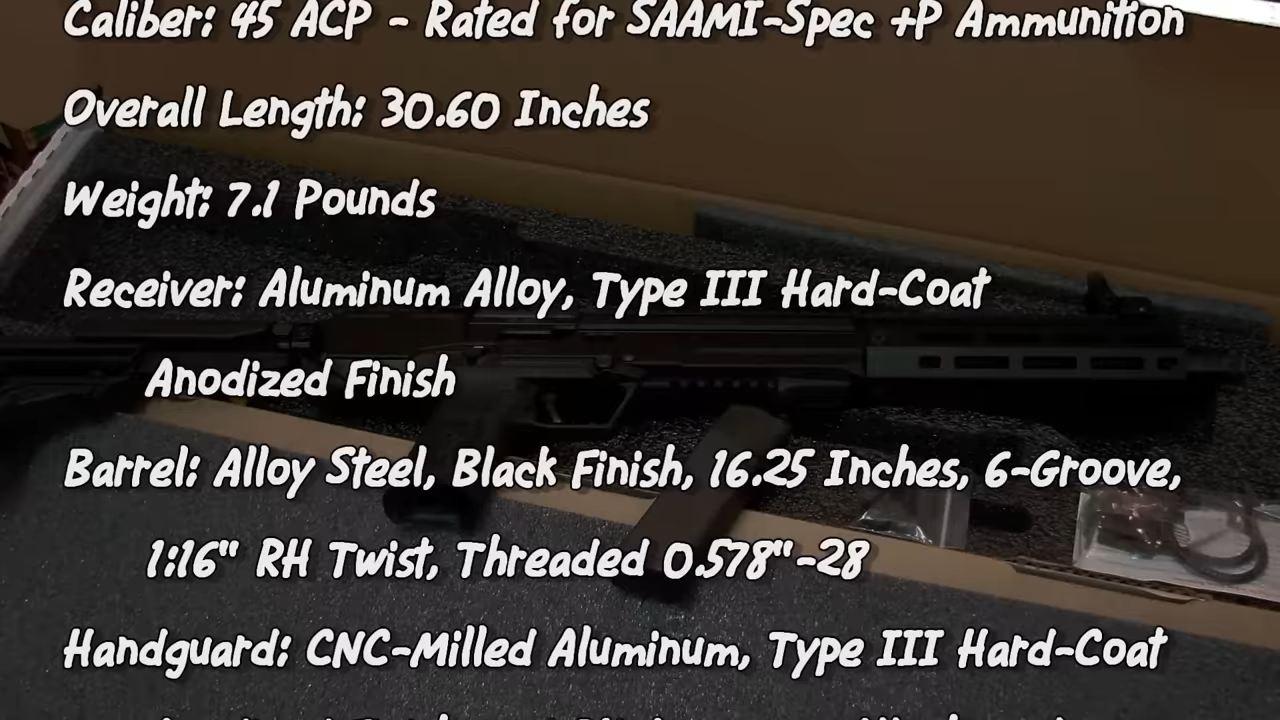 Caliber: 45 ACP - Rated for SAAMI-Spec +P Ammunition
Overall Length: 30.60 Inches
Weight: 7.1 Pounds
Receiver: Aluminum Alloy, Type III Hard-Coat
Anodized Finish
Barrel: Alloy Steel, Black Finish, 16.25 Inches, 6-Groove,
1:16" RH Twist, Threaded 0.578"-28
Handguard: CNC-Milled Aluminum, Type III Hard-Coat